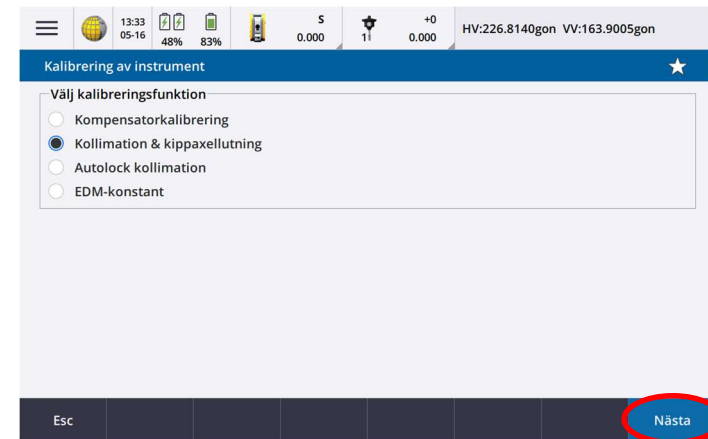 13:33
05-16
48%
83%
S
0.000
1
+0
0.000
HV:226.8140gon VV:163.9005gon
Kalibrering av instrument
Välj kalibreringsfunktion
Kompensatorkalibrering
Kollimation & kippaxellutning
Autolock kollimation
EDM-konstant
Esc
Nästa